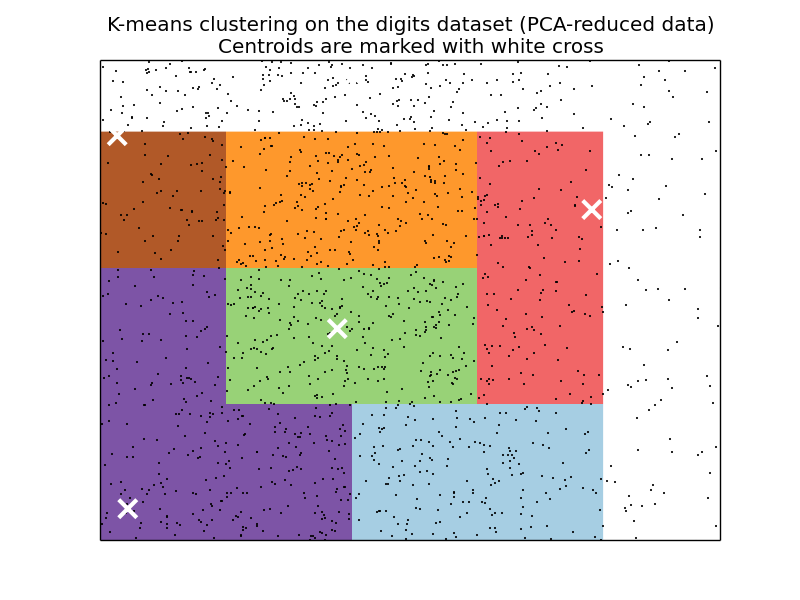 K-means clustering on the digits dataset (PCA-reduced data)
Centroids are marked with white cross